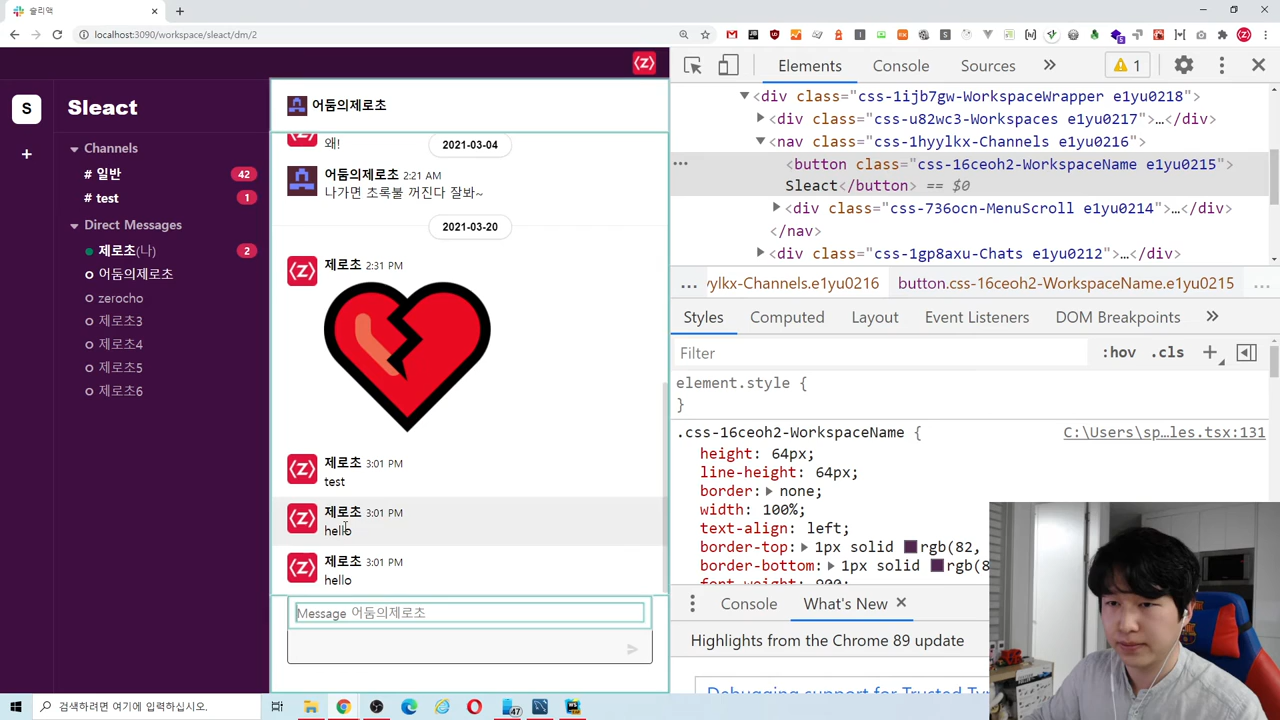 슬리액
localhost:3090/workspace/sleact/dm/2
S
Sleact
Channels
# 일반 42
# test 1
Direct Messages
제로초(나) 2
어둠의제로초
zerocho
제로초3
제로초4
제로초5
제로초6
어둠의제로초
왜!
2021-03-04
어둠의제로초 2:21 AM
나가면 초록불 꺼진다 잘봐~
2021-03-20
제로초 2:31 PM
제로초 3:01 PM
test
제로초 3:01 PM
hello
제로초 3:01 PM
hello
Message 어둠의제로초
Elements Console Sources 1
<div class="css-1ijb7gw-WorkspaceWrapper e1yu0218">
<div class="css-u82wc3-Workspaces e1yu0217">…</div>
<nav class="css-1hyylkx-Channels e1yu0216">
<button class="css-16ceoh2-WorkspaceName e1yu0215">
Sleact</button> == $0
<div class="css-736ocn-MenuScroll e1yu0214">…</div>
</nav>
<div class="css-1gp8axu-Chats e1yu0212">…</div>
… yylkx-Channels.e1yu0216 button.css-16ceoh2-WorkspaceName.e1yu0215 …
Styles Computed Layout Event Listeners DOM Breakpoints
Filter :hov .cls
element.style {
}
.css-16ceoh2-WorkspaceName { C:\Users\sp…les.tsx:131
height: 64px;
line-height: 64px;
border: none;
width: 100%;
text-align: left;
border-top: 1px solid rgb(82,
border-bottom: 1px solid rgb(8
font-weight: 900;
Console What's New
Highlights from the Chrome 89 update
Debugging support for Trusted Ty
검색하려면 여기에 입력하십시오.
47